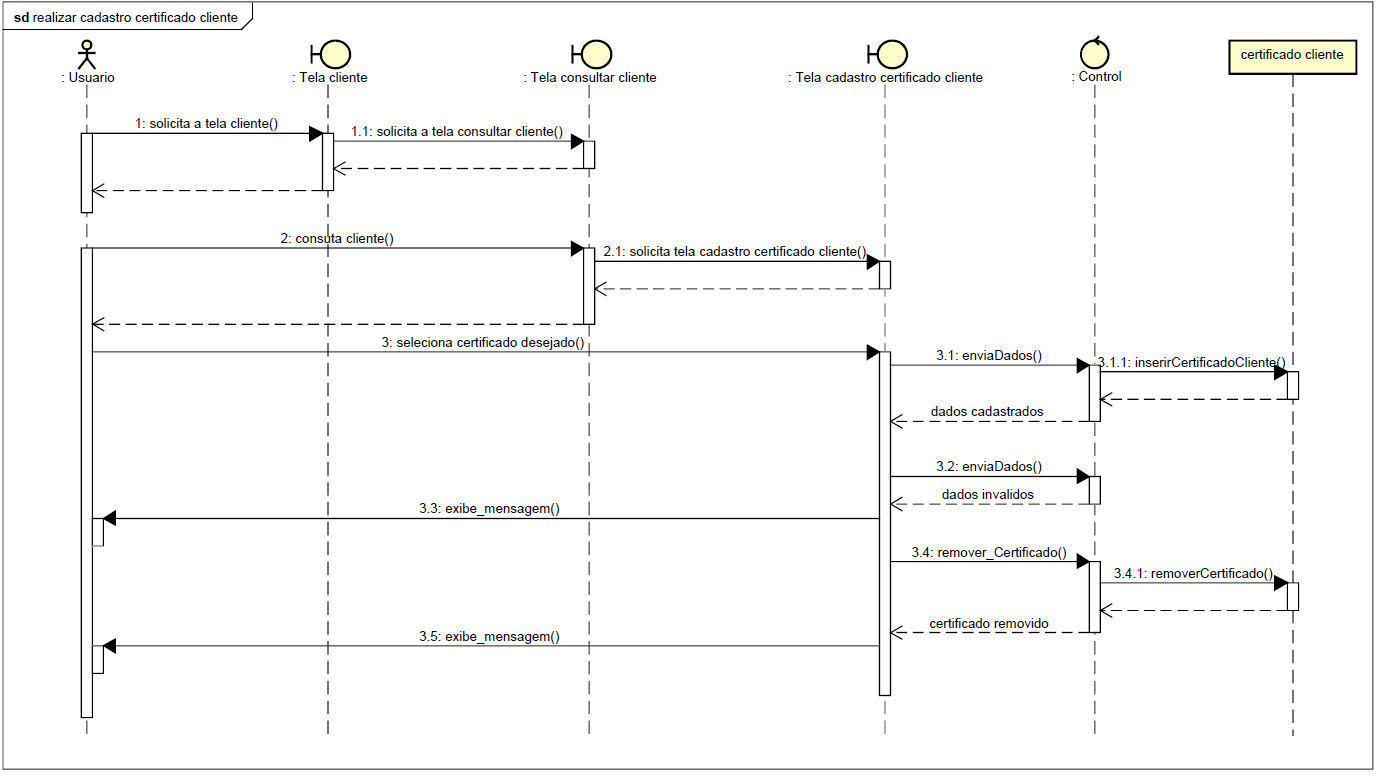 sd realizar cadastro certificado cliente
: Usuario
: Tela cliente
: Tela consultar cliente
: Tela cadastro certificado cliente
: Control
certificado cliente
1: solicita a tela cliente()
1.1: solicita a tela consultar cliente()
2: consuta cliente()
2.1: solicita tela cadastro certificado cliente()
3: seleciona certificado desejado()
3.1: enviaDados()
3.1.1: inserirCertificadoCliente()
dados cadastrados
3.2: enviaDados()
dados invalidos
3.3: exibe_mensagem()
3.4: remover_Certificado()
3.4.1: removerCertificado()
certificado removido
3.5: exibe_mensagem()